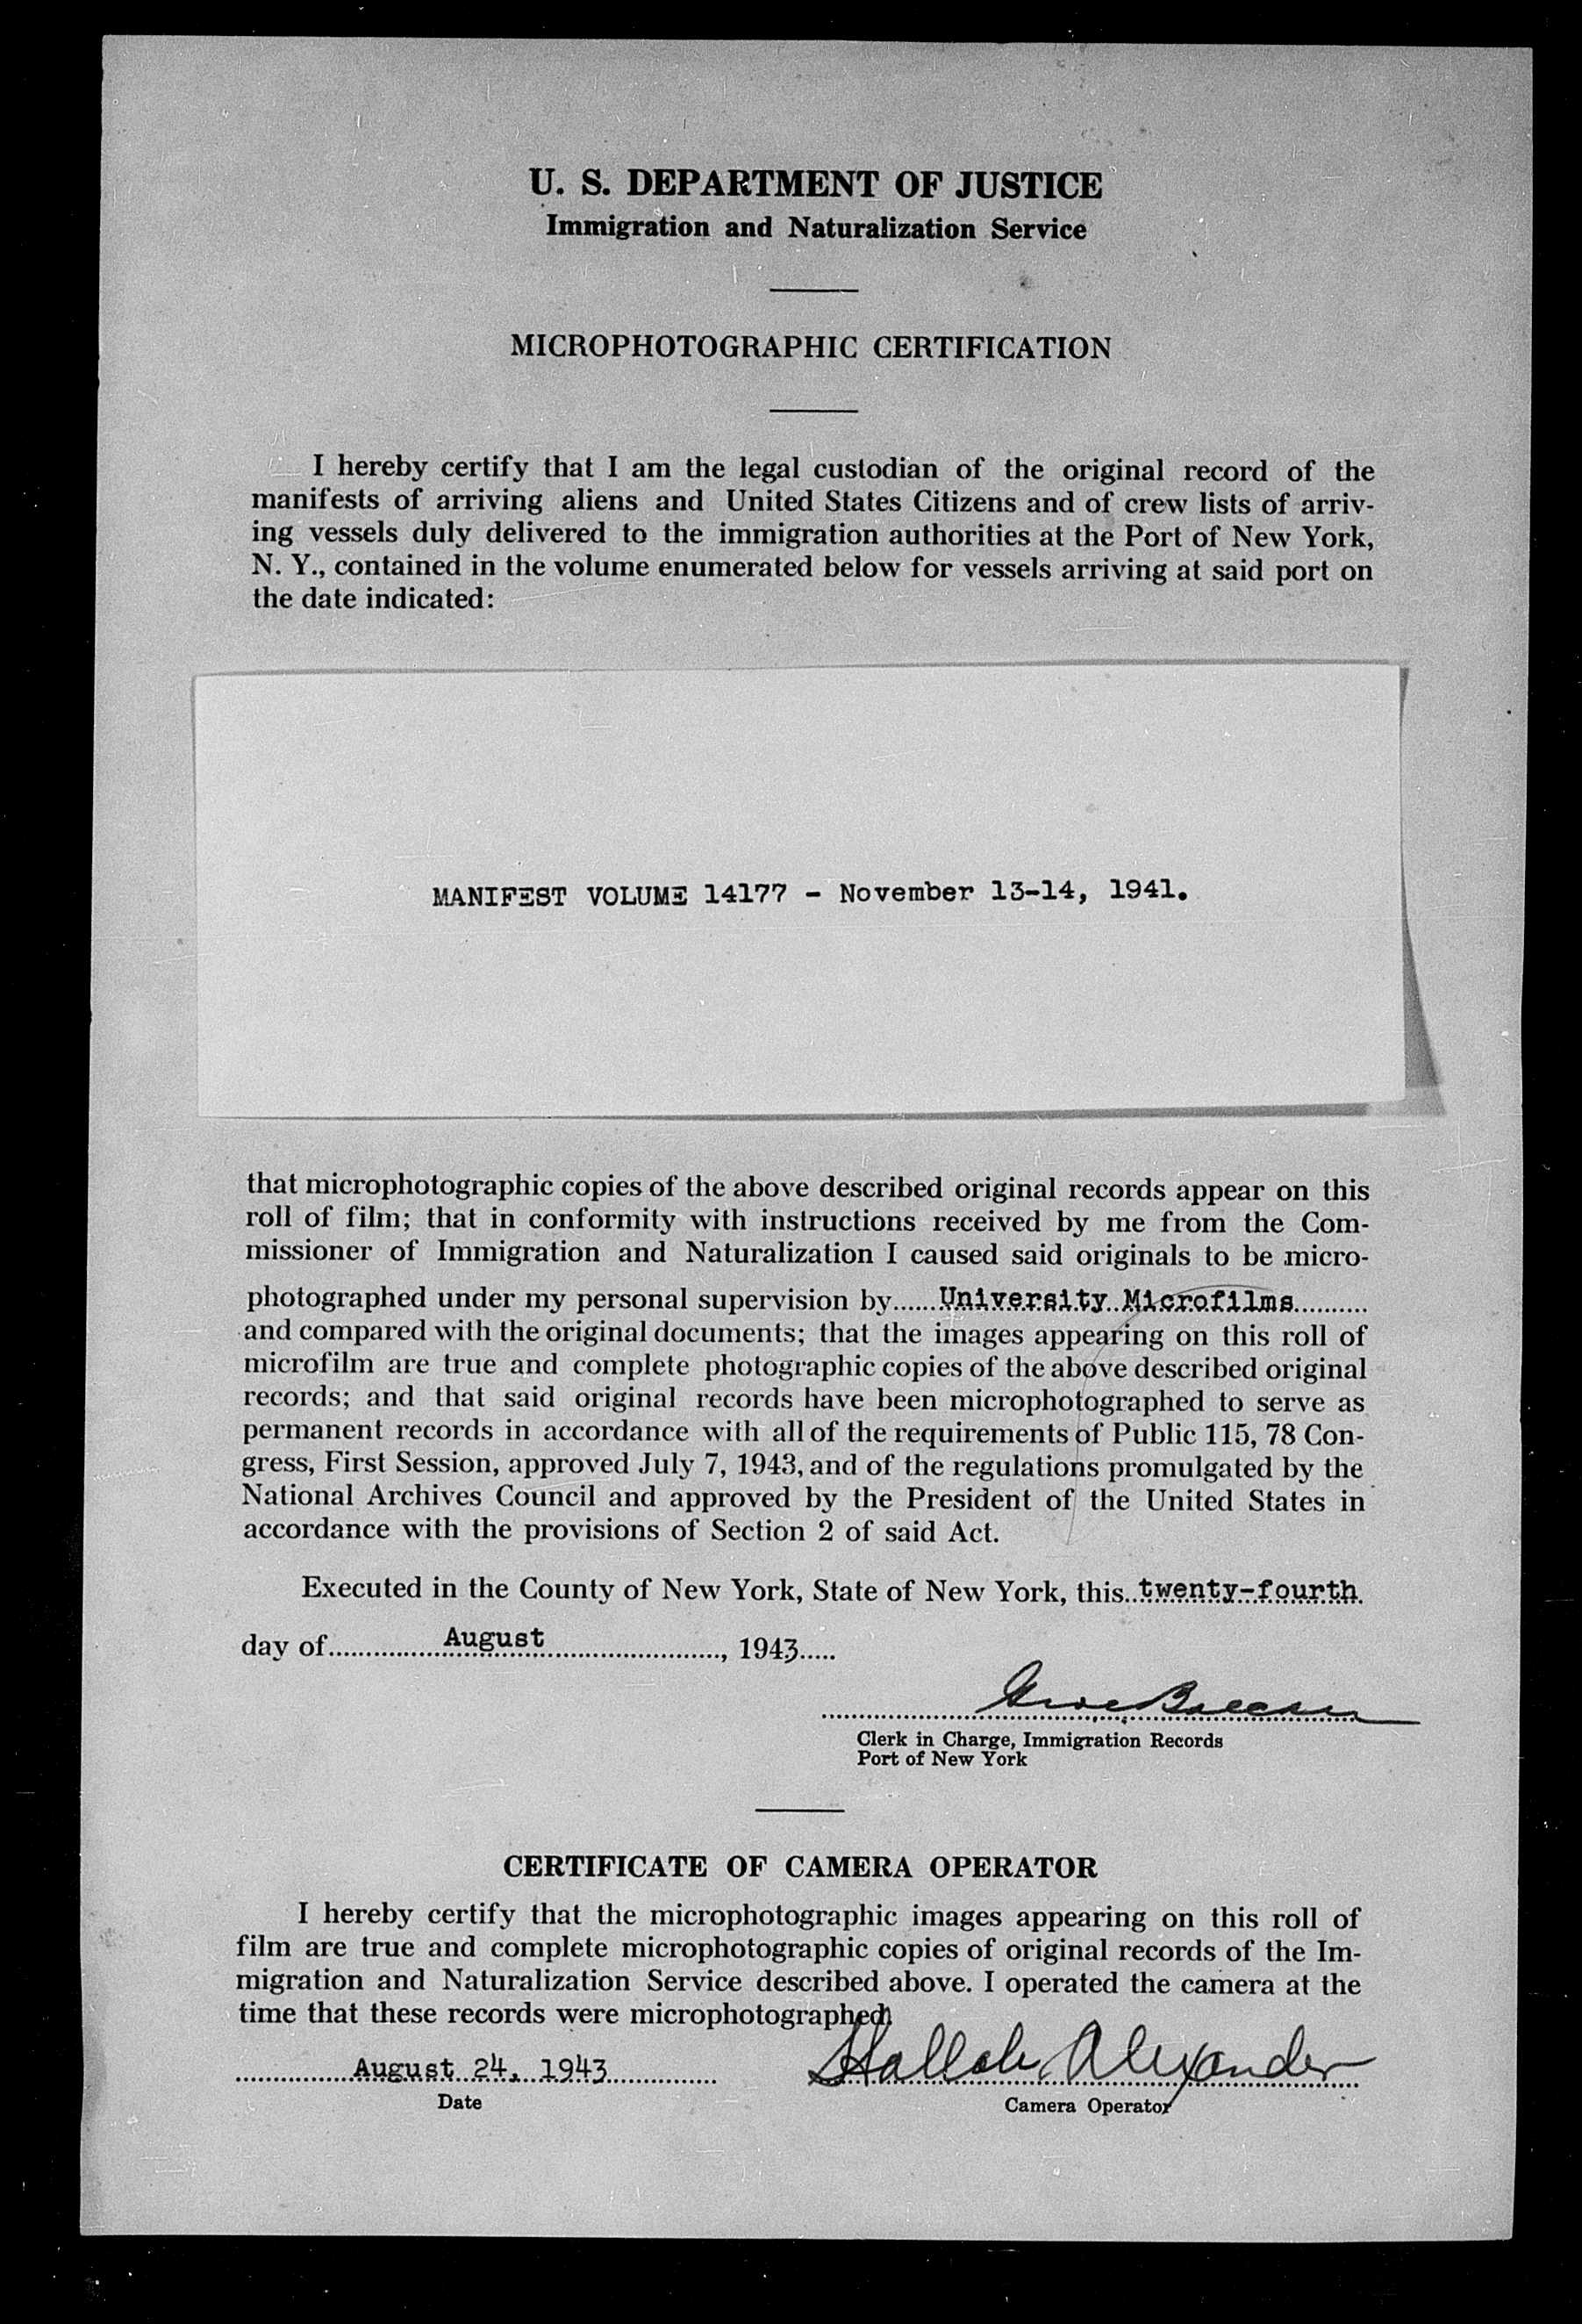 U. S. DEPARTMENT OF JUSTICE
Immigration and Naturalization Service
MICROPHOTOGRAPHIC CERTIFICATION
I hereby certify that I am the legal custodian of the original record of the
manifests of arriving aliens and United States Citizens and of crew lists of arriv-
ing vessels duly delivered to the immigration authorities at the Port of New York,
N. Y., contained in the volume enumerated below for vessels arriving at said port on
the date indicated:
MANIFEST VOLUME 14177 - November 13-14, 1941.
that microphotographic copies of the above described original records appear on this
roll of film; that in conformity with instructions received by me from the Com-
missioner of Immigration and Naturalization I caused said originals to be micro-
photographed under my personal supervision by......University Microfilms..........
and compared with the original documents; that the images appearing on this roll of
microfilm are true and complete photographic copies of the above described original
records; and that said original records have been microphotographed to serve as
permanent records in accordance with all of the requirements of Public 115, 78 Con-
gress, First Session, approved July 7, 1943, and of the regulations promulgated by the
National Archives Council and approved by the President of the United States in
accordance with the provisions of Section 2 of said Act.
Executed in the County of New York, State of New York, this..twenty-fourth
day of...............August........................, 1943.....
Clerk in Charge, Immigration Records
Port of New York
CERTIFICATE OF CAMERA OPERATOR
I hereby certify that the microphotographic images appearing on this roll of
film are true and complete microphotographic copies of original records of the Im-
migration and Naturalization Service described above. I operated the camera at the
time that these records were microphotographed.
August 24, 1943
Alexander
Date
Camera Operator